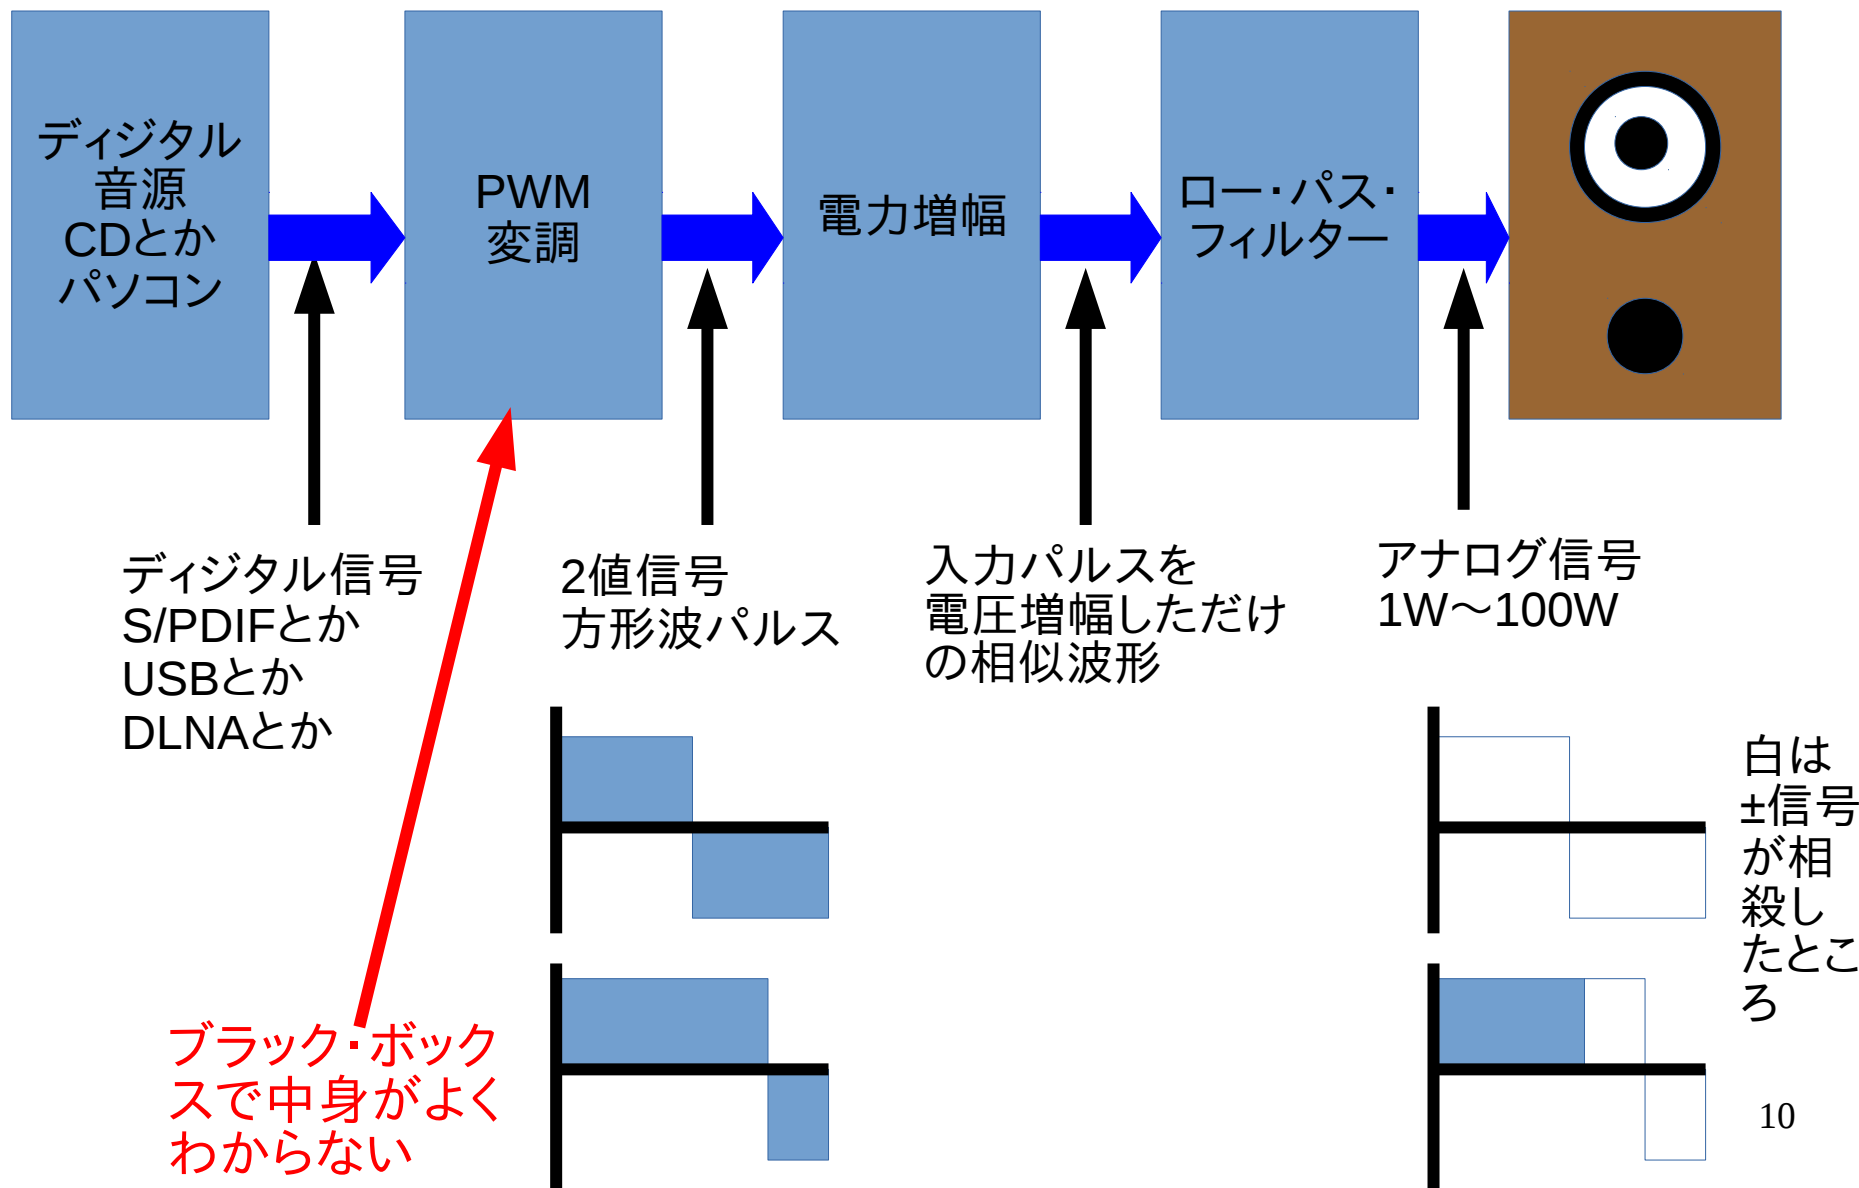 ディジタル
音源
CDとか
パソコン
PWM
変調
電力増幅
ロー・パス・
フィルター
ディジタル信号
S/PDIFとか
USBとか
DLNAとか
2値信号
方形波パルス
入力パルスを
電圧増幅しただけ
の相似波形
アナログ信号
1W～100W
白は
±信号
が相
殺し
たとこ
ろ
ブラック・ボック
スで中身がよく
わからない
10